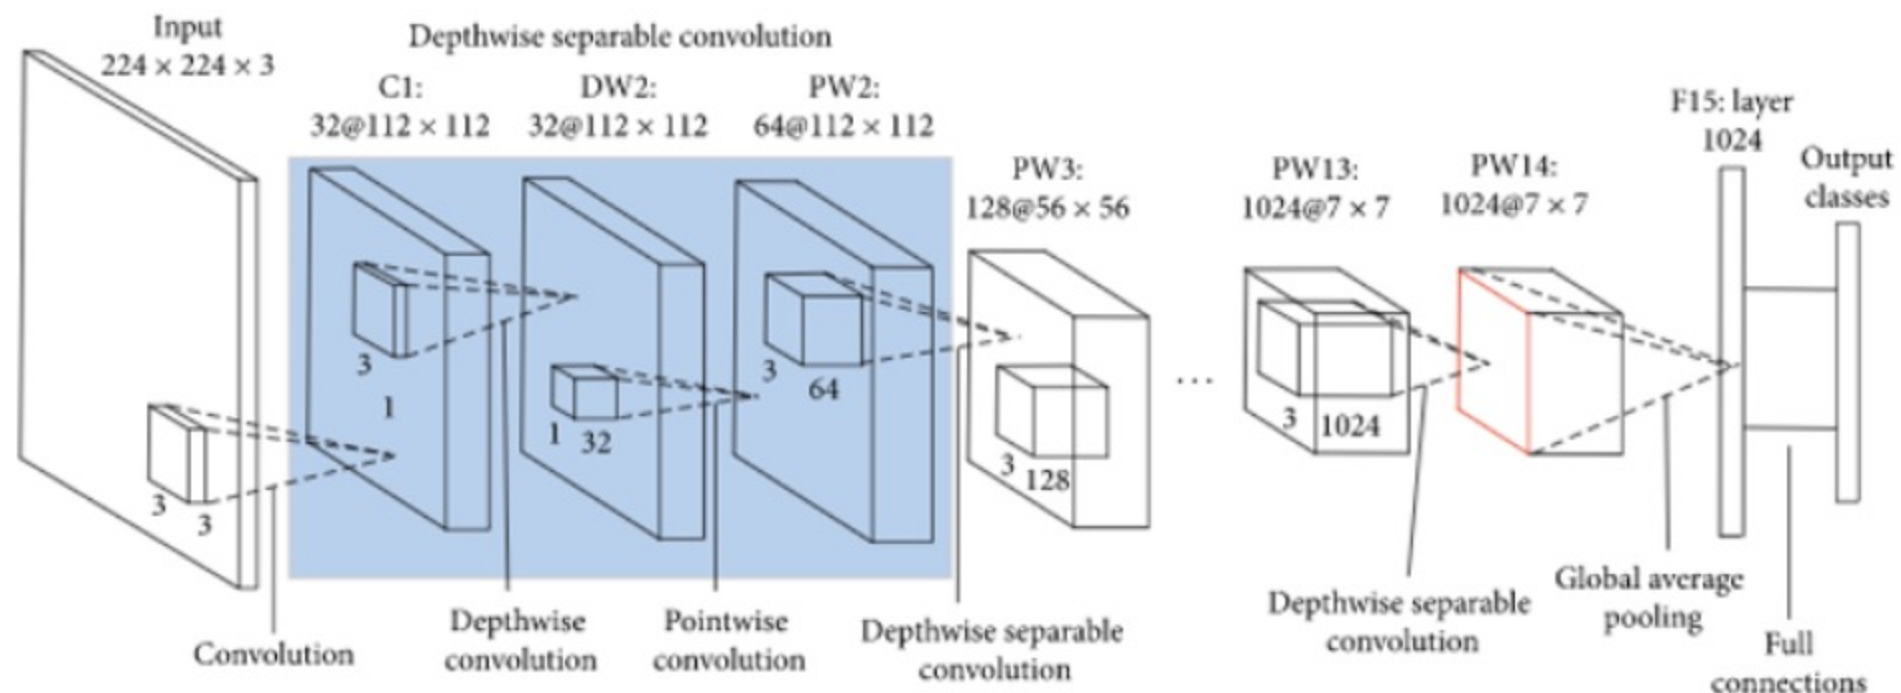 Input
224 × 224 × 3
Depthwise separable convolution
C1:
32@112 × 112
DW2:
32@112 × 112
PW2:
64@112 × 112
PW3:
128@56 × 56
PW13:
1024@7 × 7
PW14:
1024@7 × 7
F15: layer
1024
Output
classes
3
3
3
1
1
32
3
64
3
128
...
3
1024
Convolution
Depthwise
convolution
Pointwise
convolution
Depthwise separable
convolution
Depthwise separable
convolution
Global average
pooling
Full
connections